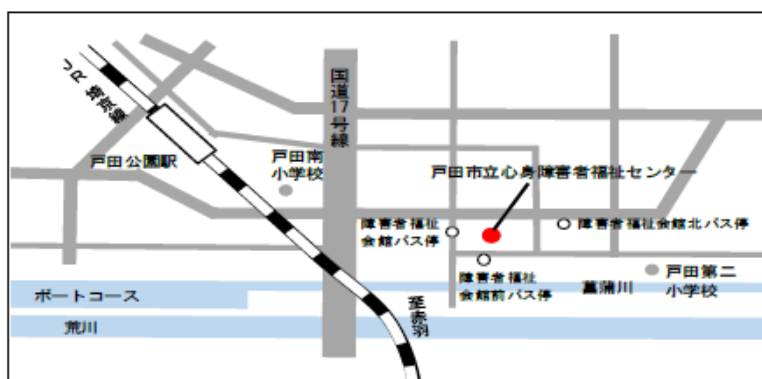 JR 埼京線
国道17号線
戸田公園駅
戸田南
小学校
戸田市立心身障害者福祉センター
障害者福祉
会館バス停
障害者福祉会館北バス停
障害者福祉
会館前バス停
戸田第二
小学校
菖蒲川
ボートコース
荒川
至赤羽